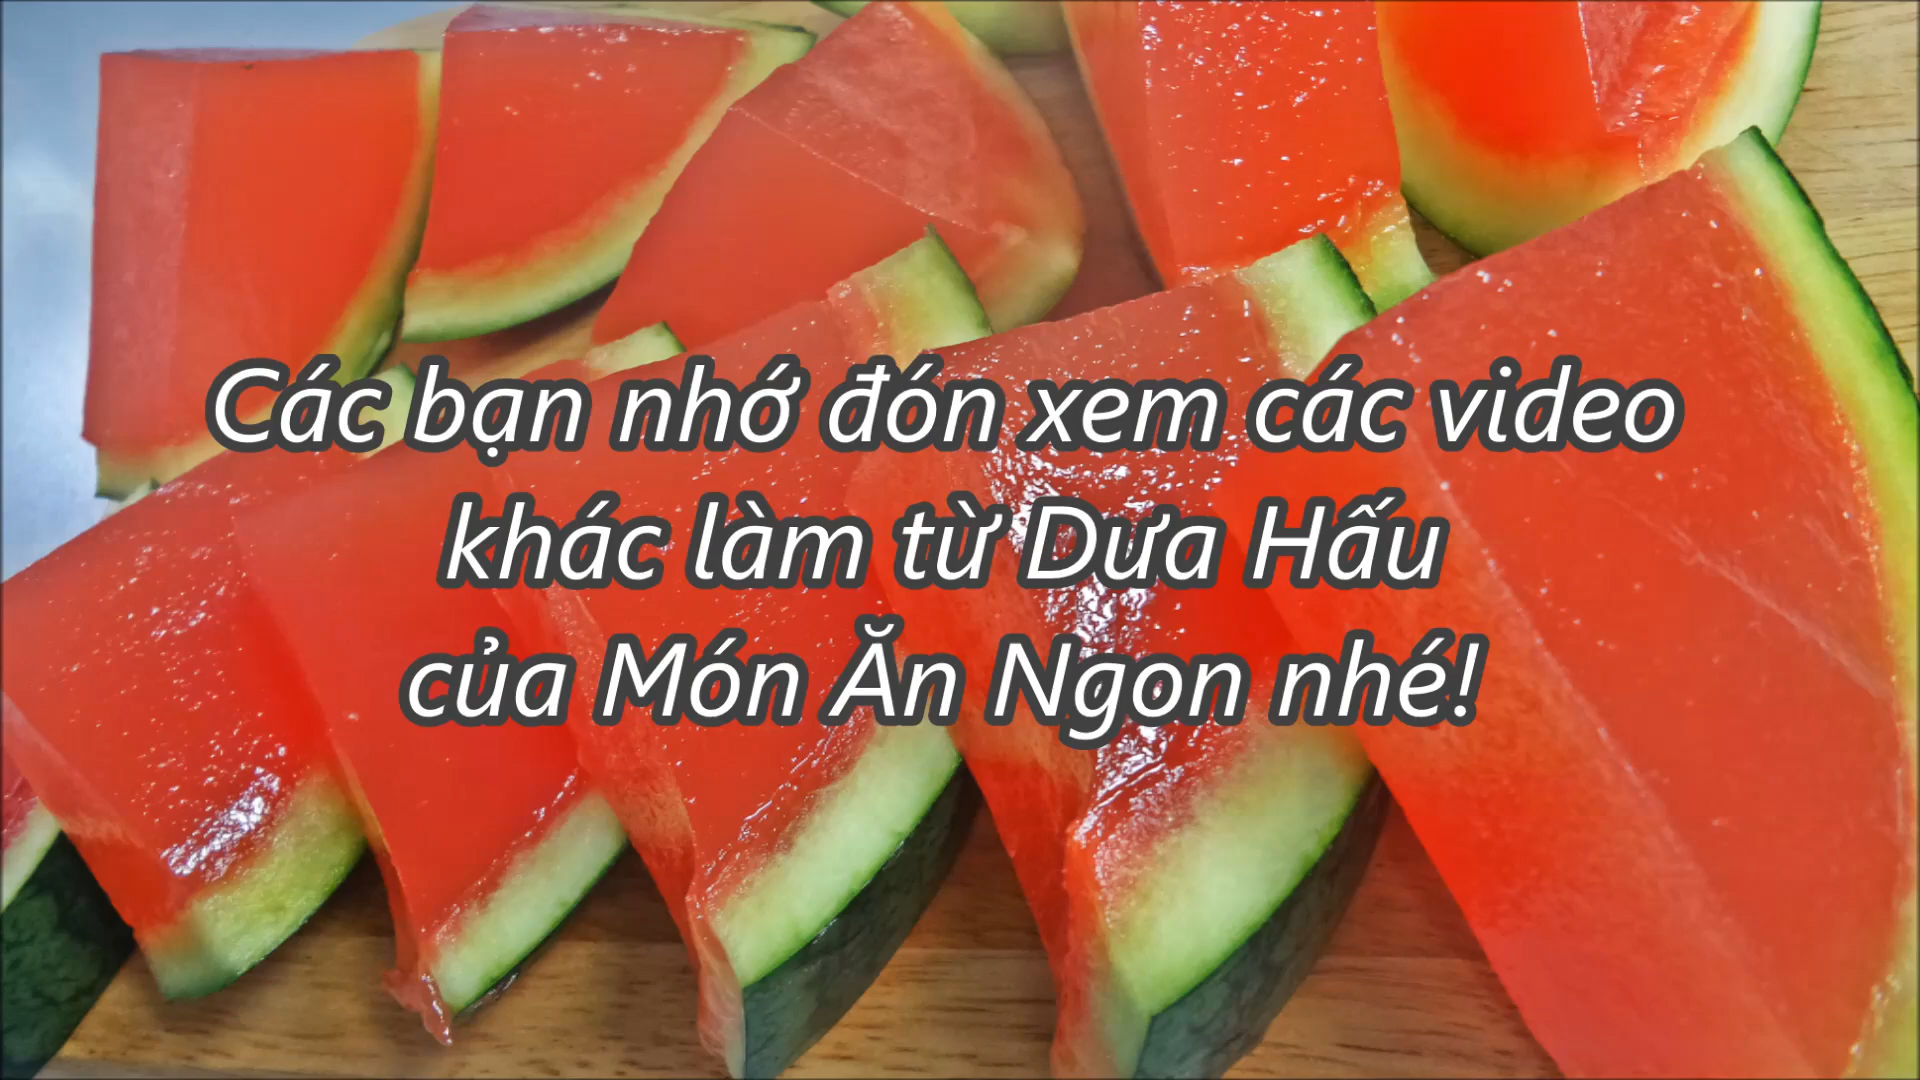 Các bạn nhớ đón xem các video
khác làm từ Dưa Hấu
của Món Ăn Ngon nhé!